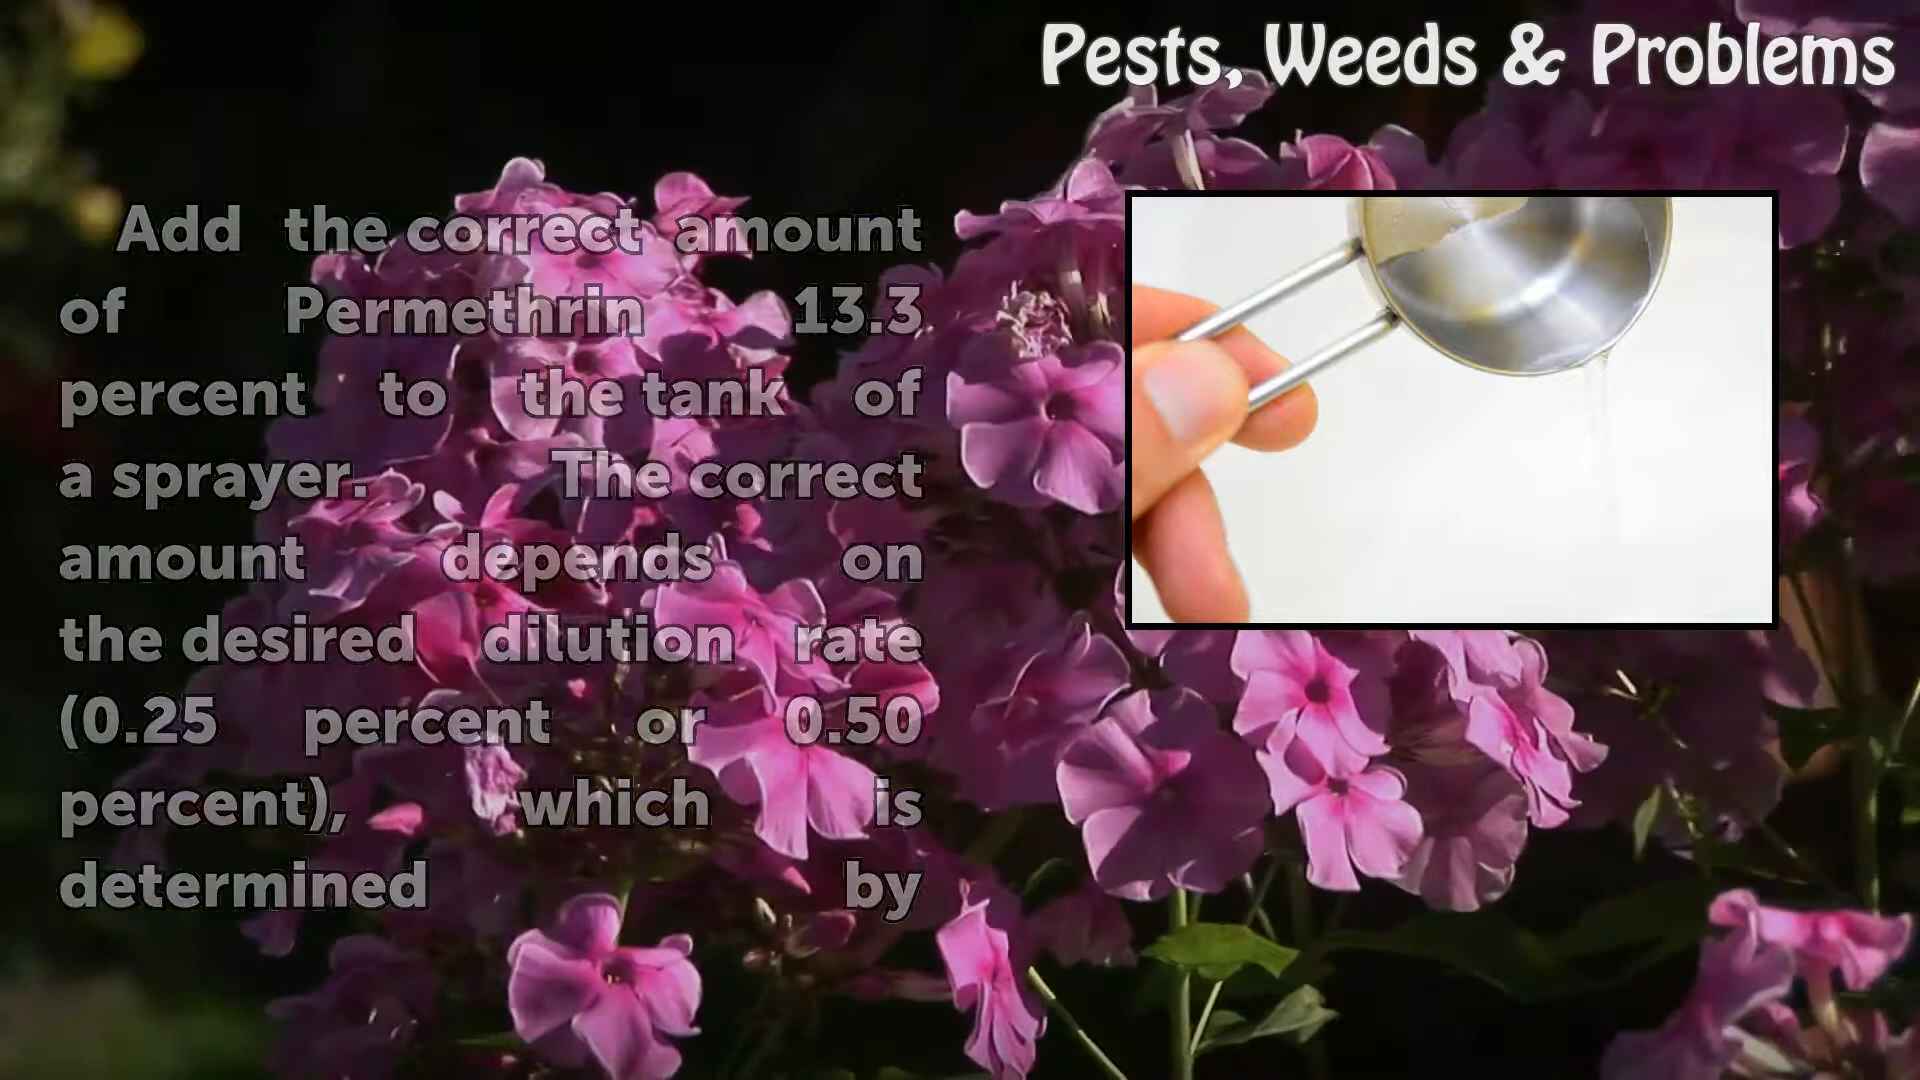 Pests, Weeds & Problems
Add the correct amount
of Permethrin 13.3
percent to the tank of
a sprayer. The correct
amount depends on
the desired dilution rate
(0.25 percent or 0.50
percent), which is
determined by